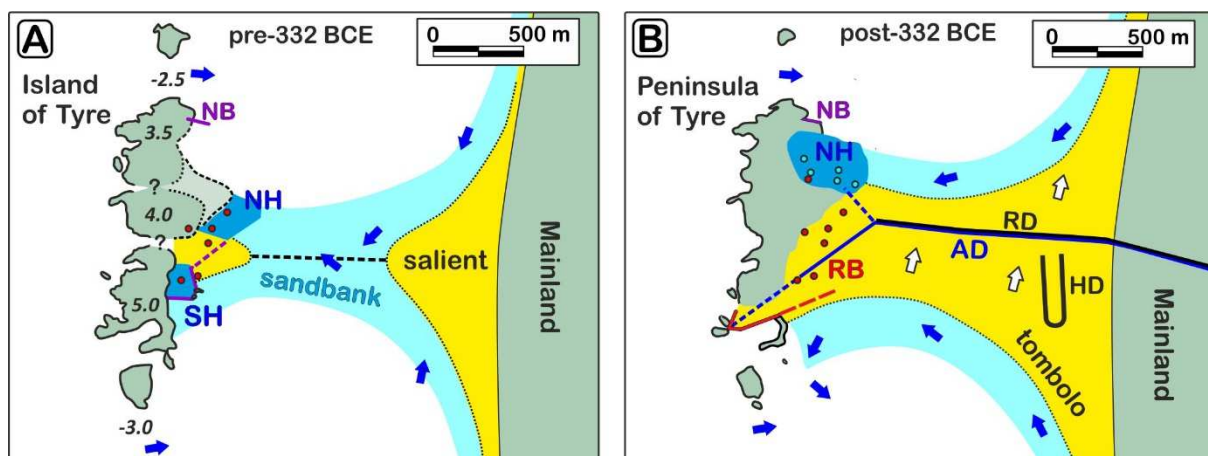 A
pre-332 BCE
0
500 m
Island
of Tyre
-2.5
NB
3.5
?
NH
4.0
?
salient
sandbank
5.0
SH
-3.0
Mainland
B
post-332 BCE
0
500 m
Peninsula
of Tyre
NB
NH
RD
AD
RB
HD
tombolo
Mainland